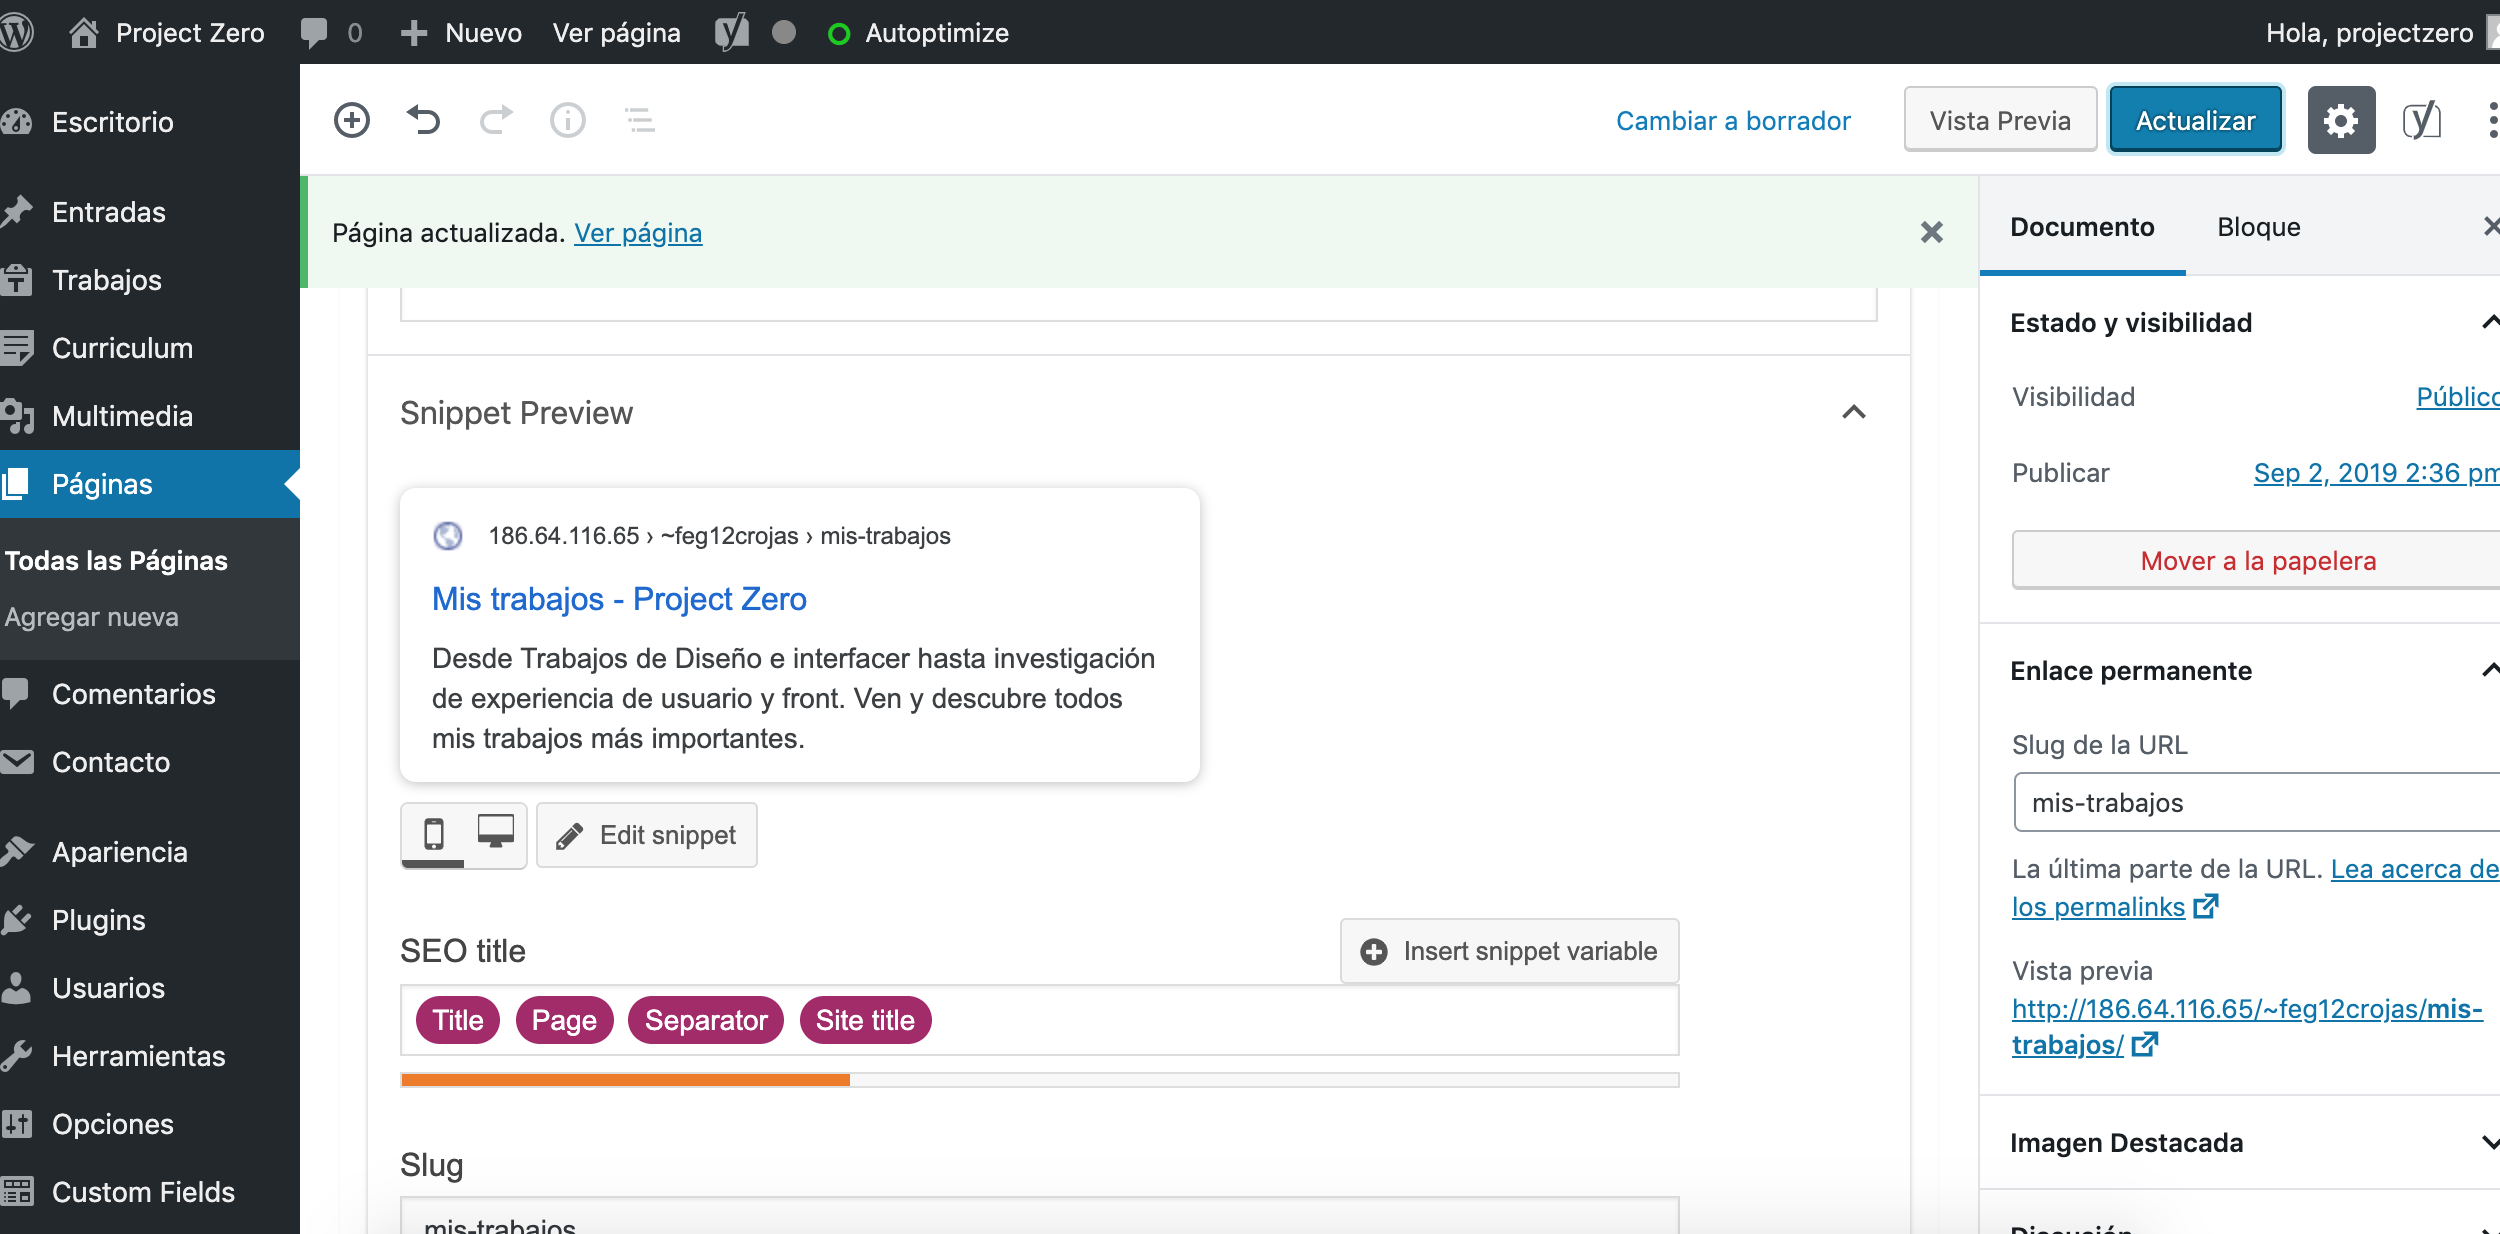 Project Zero
0
Nuevo
Ver página
Autoptimize
Hola, projectzero
Escritorio
Entradas
Trabajos
Curriculum
Multimedia
Páginas
Todas las Páginas
Agregar nueva
Comentarios
Contacto
Apariencia
Plugins
Usuarios
Herramientas
Opciones
Custom Fields
Cambiar a borrador
Vista Previa
Actualizar
Página actualizada. Ver página
Snippet Preview
186.64.116.65 › ~feg12crojas › mis-trabajos
Mis trabajos - Project Zero
Desde Trabajos de Diseño e interfacer hasta investigación
de experiencia de usuario y front. Ven y descubre todos
mis trabajos más importantes.
Edit snippet
SEO title
Insert snippet variable
Title Page Separator Site title
Slug
mis-trabajos
Documento
Bloque
Estado y visibilidad
Visibilidad
Público
Publicar
Sep 2, 2019 2:36 pm
Mover a la papelera
Enlace permanente
Slug de la URL
mis-trabajos
La última parte de la URL. Lea acerca de
los permalinks
Vista previa
http://186.64.116.65/~feg12crojas/mis-
trabajos/
Imagen Destacada
Discusión